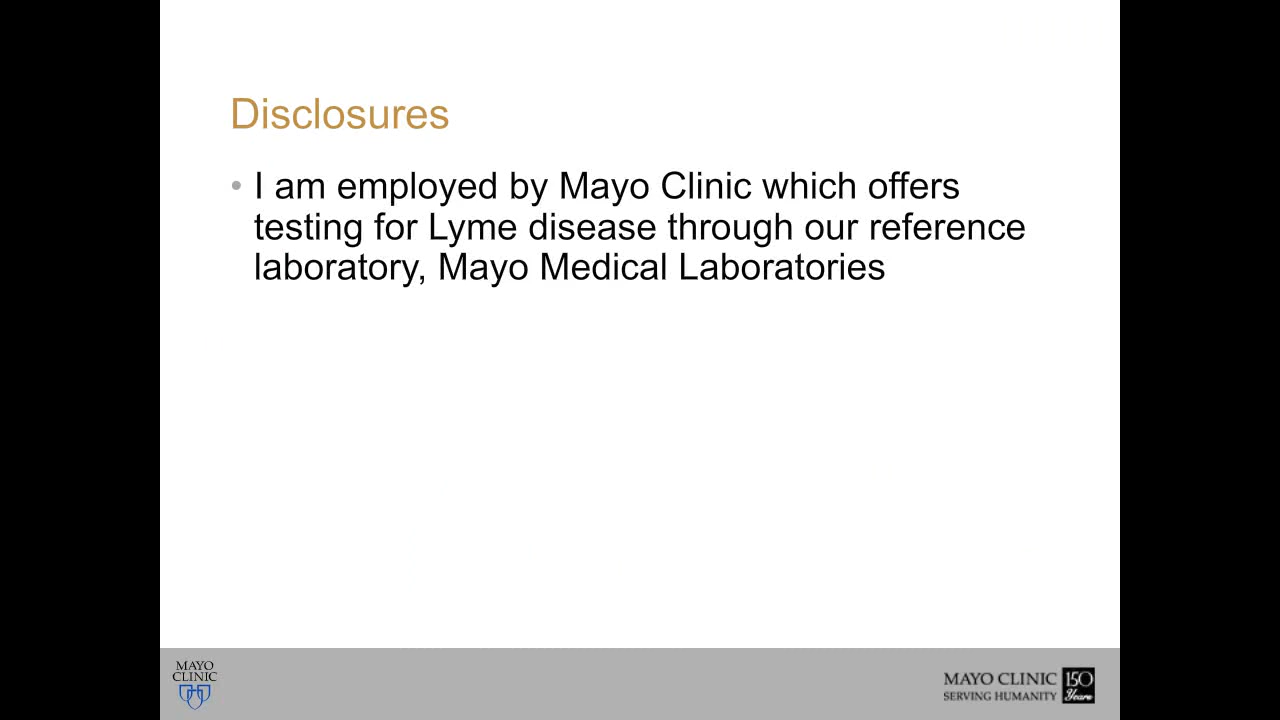 Disclosures
• I am employed by Mayo Clinic which offers
testing for Lyme disease through our reference
laboratory, Mayo Medical Laboratories
MAYO
CLINIC
MAYO CLINIC 150
SERVING HUMANITY Years